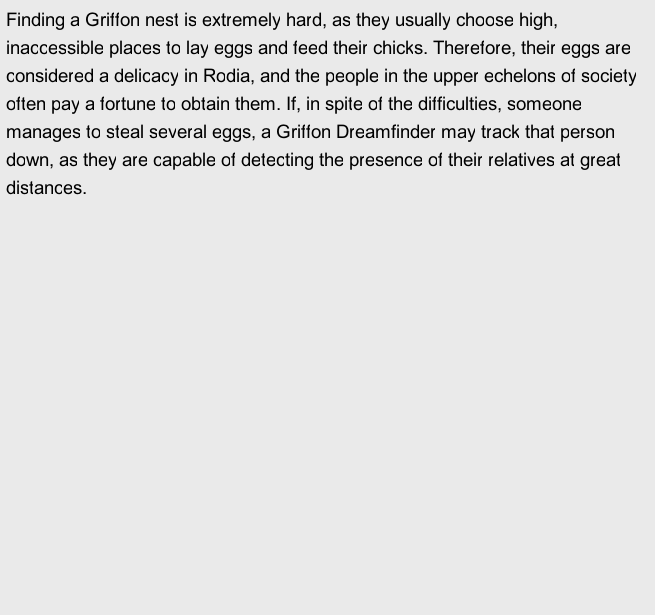 Finding a Griffon nest is extremely hard, as they usually choose high,
inaccessible places to lay eggs and feed their chicks. Therefore, their eggs are
considered a delicacy in Rodia, and the people in the upper echelons of society
often pay a fortune to obtain them. If, in spite of the difficulties, someone
manages to steal several eggs, a Griffon Dreamfinder may track that person
down, as they are capable of detecting the presence of their relatives at great
distances.